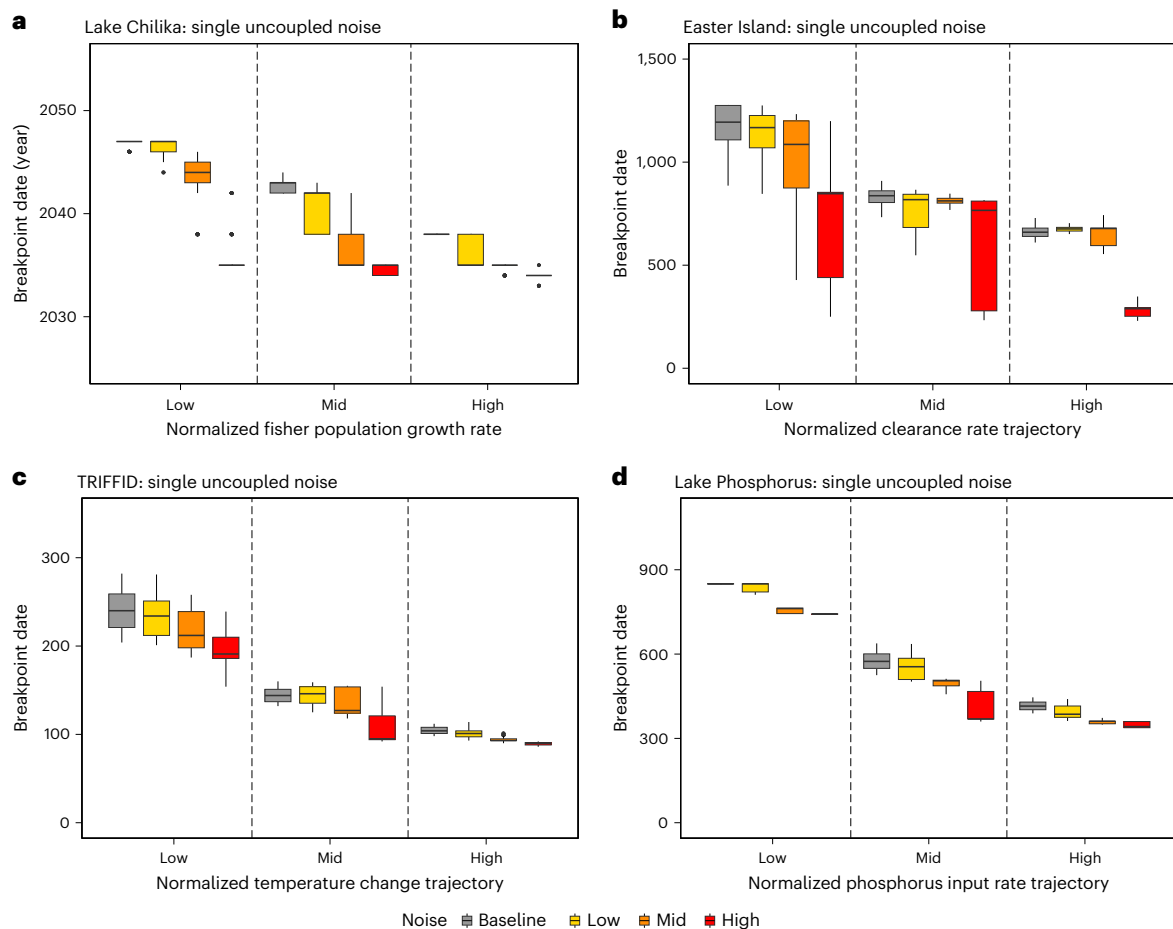 a
Lake Chilika: single uncoupled noise
Breakpoint date (year)
2050
2040
2030
Low Mid High
Normalized fisher population growth rate
b
Easter Island: single uncoupled noise
Breakpoint date
1,500
1,000
500
0
Low Mid High
Normalized clearance rate trajectory
c
TRIFFID: single uncoupled noise
Breakpoint date
300
200
100
0
Low Mid High
Normalized temperature change trajectory
d
Lake Phosphorus: single uncoupled noise
Breakpoint date
900
600
300
0
Low Mid High
Normalized phosphorus input rate trajectory
Noise Baseline Low Mid High